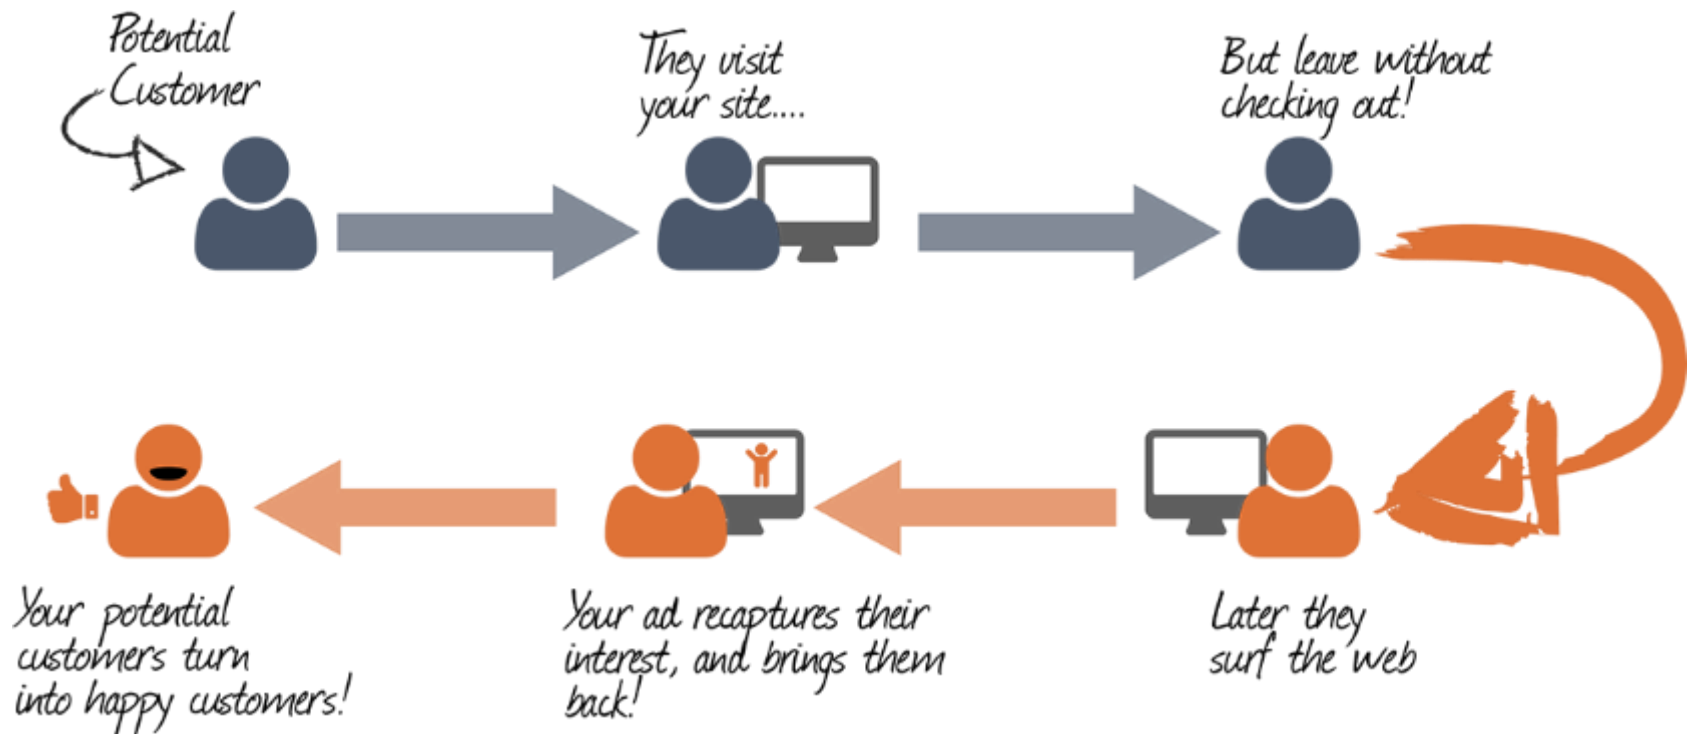 Potential
Customer
They visit
your site....
But leave without
checking out!
Later they
surf the web
Your ad recaptures their
interest, and brings them
back!
Your potential
customers turn
into happy customers!